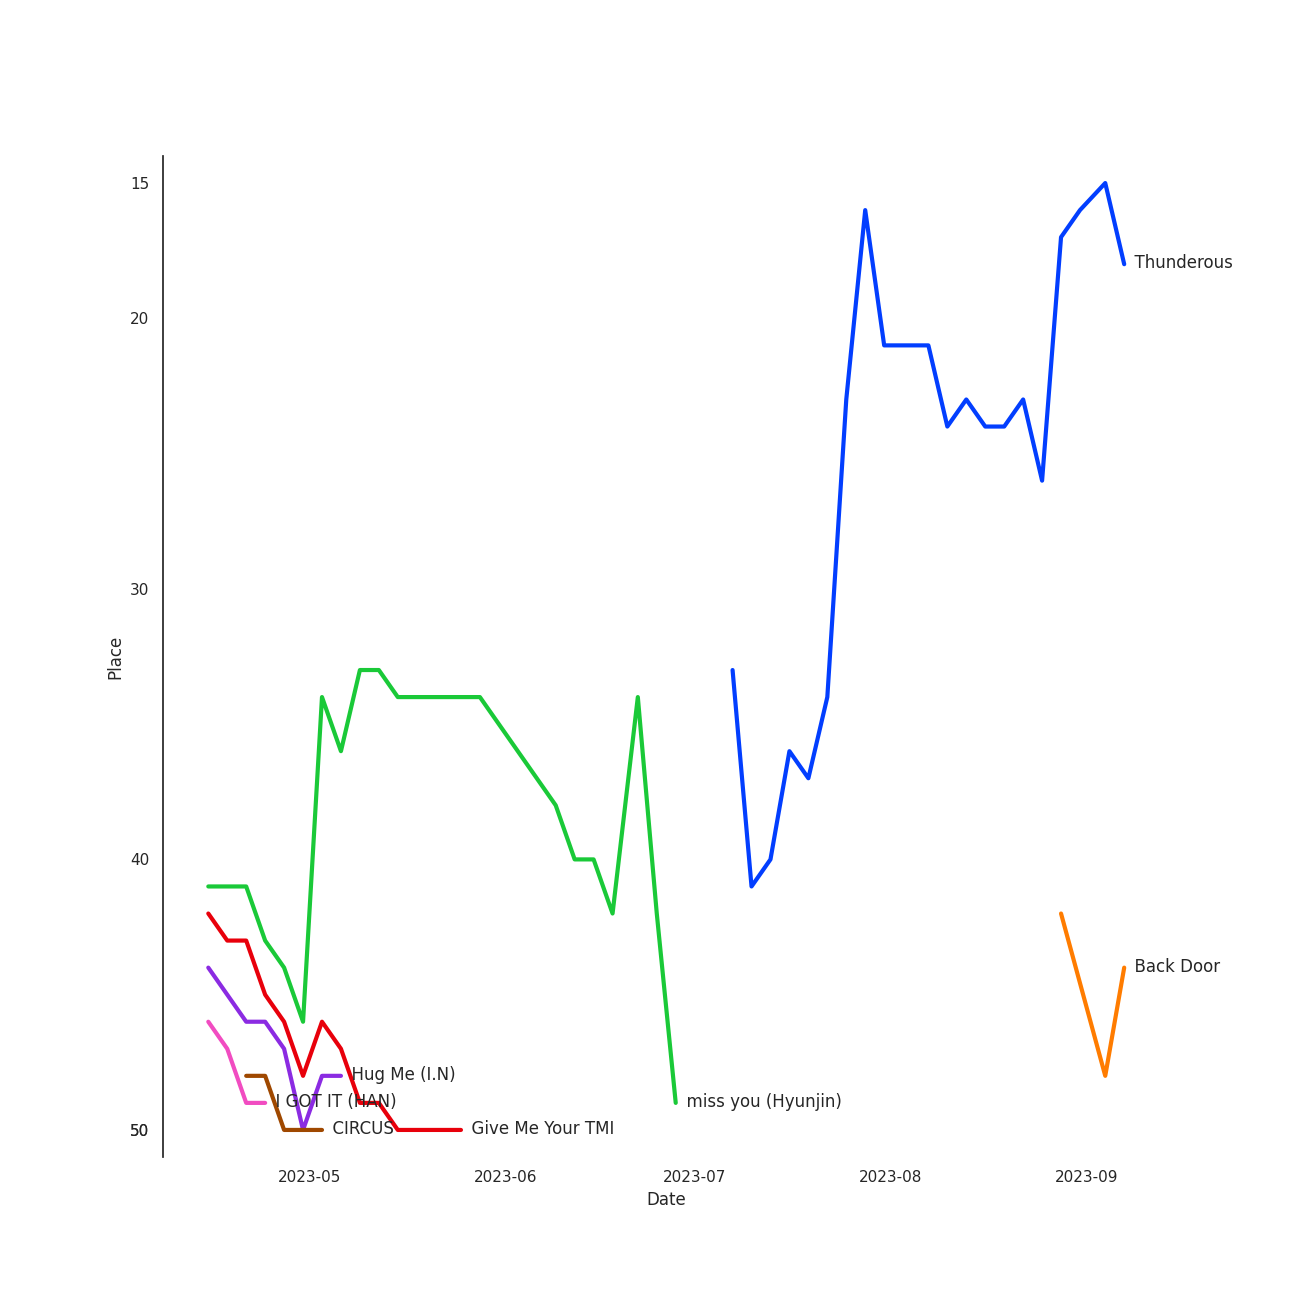 15
20
30
40
50
Place
Thunderous
Back Door
Hug Me (I.N)
I GOT IT (HAN)
miss you (Hyunjin)
CIRCUS
Give Me Your TMI
2023-05
2023-06
2023-07
2023-08
2023-09
Date